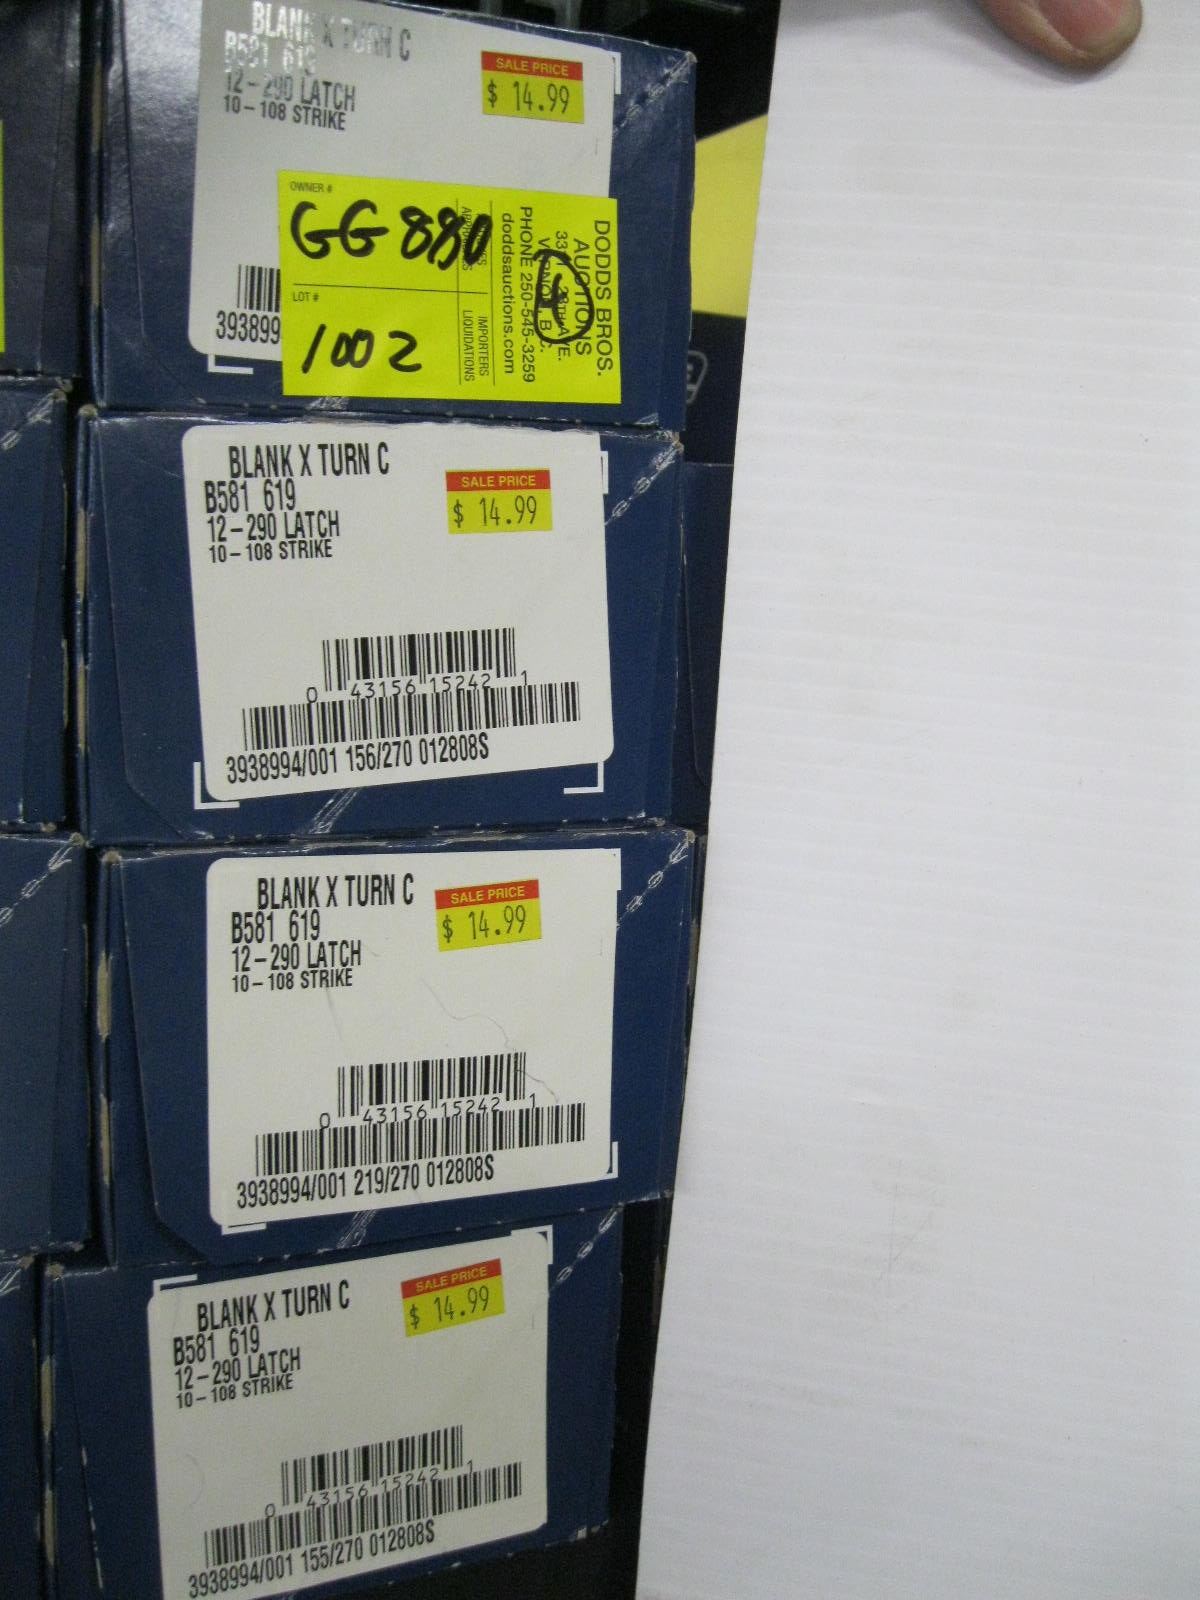 BLANK X TURN C
B581 619
12-290 LATCH
10-108 STRIKE
SALE PRICE
$ 14.99
OWNER #
GG 880
LOT #
1002
IMPORTERS
LIQUIDATIONS
DODDS BROS.
AUCTIONS
VERNON, B.C.
PHONE 250-545-3259
doddsauctions.com
4
393899
BLANK X TURN C
B581 619
12-290 LATCH
10-108 STRIKE
SALE PRICE
$ 14.99
0 43156 15242 1
3938994/001 156/270 012808S
BLANK X TURN C
B581 619
12-290 LATCH
10-108 STRIKE
SALE PRICE
$ 14.99
0 43156 15242 1
3938994/001 219/270 012808S
BLANK X TURN C
B581 619
12-290 LATCH
10-108 STRIKE
SALE PRICE
$ 14.99
0 43156 15242 1
3938994/001 155/270 012808S